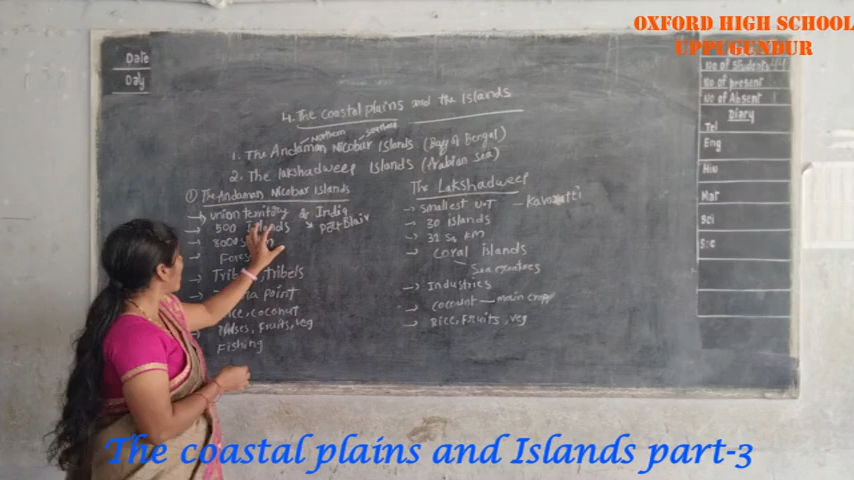 OXFORD HIGH SCHOOL
UPPUGUNDUR
Date
Day
No of Students 44
No of present
No of Absent 1
Diary
Tel
Eng
Hin
Mat
Sci
Soc
4. The coastal plains and the Islands
Northern Southern
1. The Andaman Nicobar Islands (Bay of Bengal)
2. The lakshadweep Islands (Arabian sea)
① The Andaman Nicobar Islands
→ union territory & India
→ 500 Islands → port Blair
→ 8000 s
→ Fores
→ Tribes, tribels
→ point
→ coconut
→ Pulses, Fruits, veg
Fishing
The Lakshadweep
→ smallest U.T — Kavaratti
→ 30 islands
→ 32 Sq KM
→ Coral islands
Sea creatures
→ Industries
→ coconut — main crop
→ Rice, Fruits, veg
The coastal plains and Islands part-3